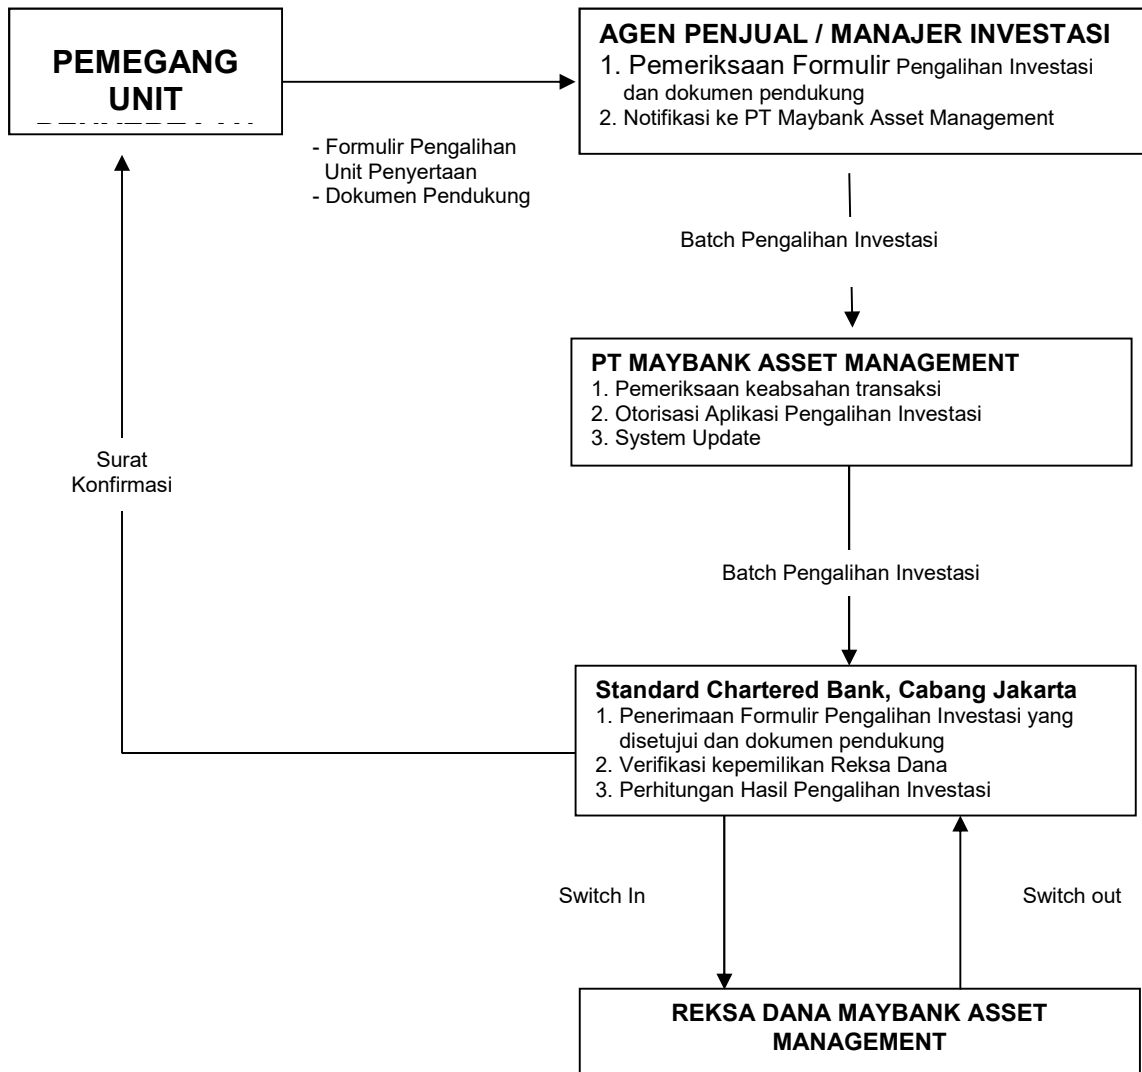 PEMEGANG
UNIT
AGEN PENJUAL / MANAJER INVESTASI
1. Pemeriksaan Formulir Pengalihan Investasi
dan dokumen pendukung
2. Notifikasi ke PT Maybank Asset Management
- Formulir Pengalihan
Unit Penyertaan
- Dokumen Pendukung
Batch Pengalihan Investasi
PT MAYBANK ASSET MANAGEMENT
1. Pemeriksaan keabsahan transaksi
2. Otorisasi Aplikasi Pengalihan Investasi
3. System Update
Surat
Konfirmasi
Batch Pengalihan Investasi
Standard Chartered Bank, Cabang Jakarta
1. Penerimaan Formulir Pengalihan Investasi yang
disetujui dan dokumen pendukung
2. Verifikasi kepemilikan Reksa Dana
3. Perhitungan Hasil Pengalihan Investasi
Switch In
Switch out
REKSA DANA MAYBANK ASSET
MANAGEMENT